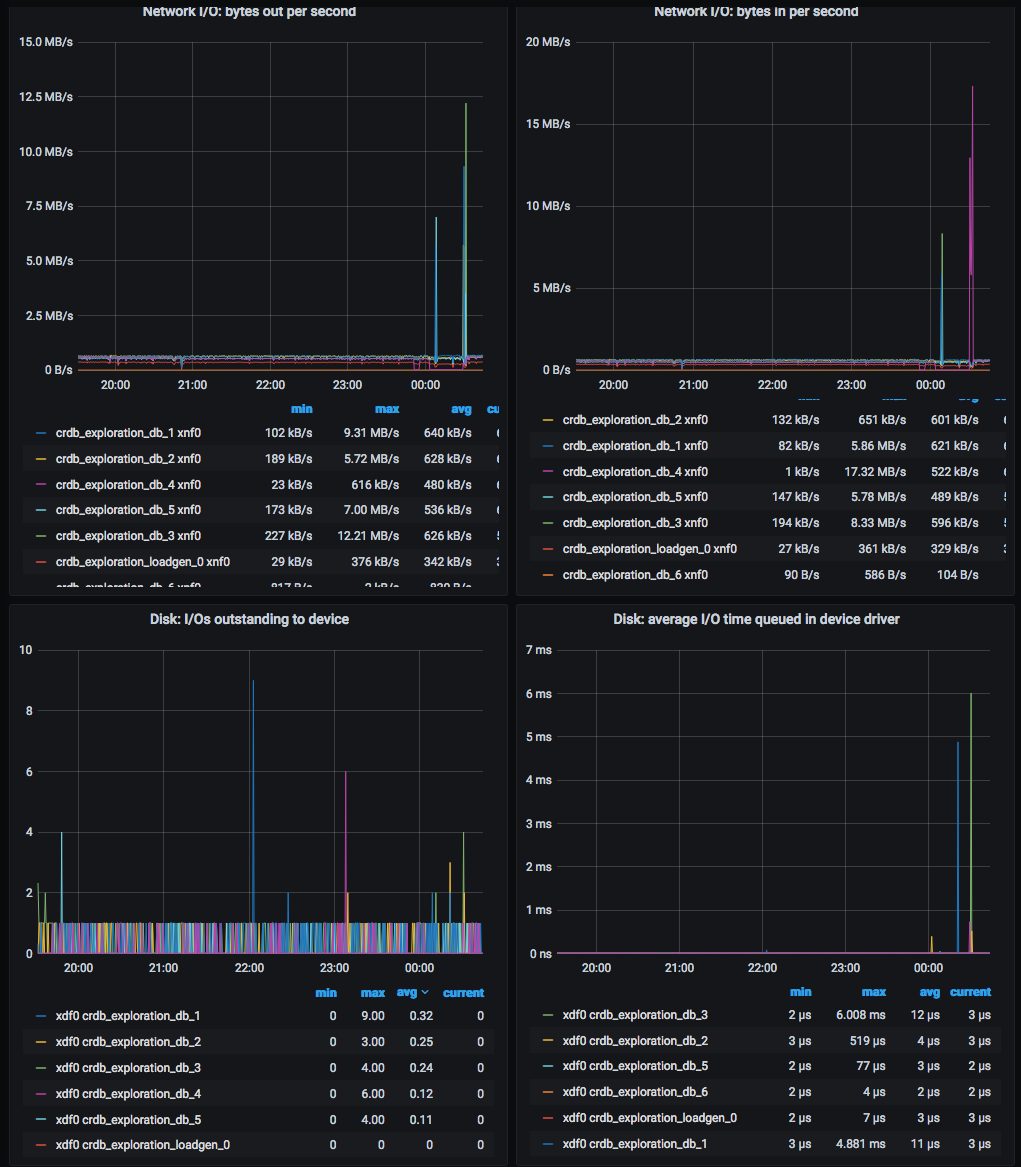 Network I/O: bytes out per second
15.0 MB/s
12.5 MB/s
10.0 MB/s
7.5 MB/s
5.0 MB/s
2.5 MB/s
0 B/s
20:00 21:00 22:00 23:00 00:00
min max avg
crdb_exploration_db_1 xnf0 102 kB/s 9.31 MB/s 640 kB/s
crdb_exploration_db_2 xnf0 189 kB/s 5.72 MB/s 628 kB/s
crdb_exploration_db_4 xnf0 23 kB/s 616 kB/s 480 kB/s
crdb_exploration_db_5 xnf0 173 kB/s 7.00 MB/s 536 kB/s
crdb_exploration_db_3 xnf0 227 kB/s 12.21 MB/s 626 kB/s
crdb_exploration_loadgen_0 xnf0 29 kB/s 376 kB/s 342 kB/s
crdb_exploration_db_6 xnf0
Network I/O: bytes in per second
20 MB/s
15 MB/s
10 MB/s
5 MB/s
0 B/s
20:00 21:00 22:00 23:00 00:00
crdb_exploration_db_2 xnf0 132 kB/s 651 kB/s 601 kB/s
crdb_exploration_db_1 xnf0 82 kB/s 5.86 MB/s 621 kB/s
crdb_exploration_db_4 xnf0 1 kB/s 17.32 MB/s 522 kB/s
crdb_exploration_db_5 xnf0 147 kB/s 5.78 MB/s 489 kB/s
crdb_exploration_db_3 xnf0 194 kB/s 8.33 MB/s 596 kB/s
crdb_exploration_loadgen_0 xnf0 27 kB/s 361 kB/s 329 kB/s
crdb_exploration_db_6 xnf0 90 B/s 586 B/s 104 B/s
Disk: I/Os outstanding to device
10
8
6
4
2
0
20:00 21:00 22:00 23:00 00:00
min max avg current
xdf0 crdb_exploration_db_1 0 9.00 0.32 0
xdf0 crdb_exploration_db_2 0 3.00 0.25 0
xdf0 crdb_exploration_db_3 0 4.00 0.24 0
xdf0 crdb_exploration_db_4 0 6.00 0.12 0
xdf0 crdb_exploration_db_5 0 4.00 0.11 0
xdf0 crdb_exploration_loadgen_0 0 0 0 0
Disk: average I/O time queued in device driver
7 ms
6 ms
5 ms
4 ms
3 ms
2 ms
1 ms
0 ns
20:00 21:00 22:00 23:00 00:00
min max avg current
xdf0 crdb_exploration_db_3 2 µs 6.008 ms 12 µs 3 µs
xdf0 crdb_exploration_db_2 3 µs 519 µs 4 µs 3 µs
xdf0 crdb_exploration_db_5 2 µs 77 µs 3 µs 2 µs
xdf0 crdb_exploration_db_6 2 µs 4 µs 2 µs 2 µs
xdf0 crdb_exploration_loadgen_0 2 µs 7 µs 3 µs 3 µs
xdf0 crdb_exploration_db_1 3 µs 4.881 ms 11 µs 3 µs